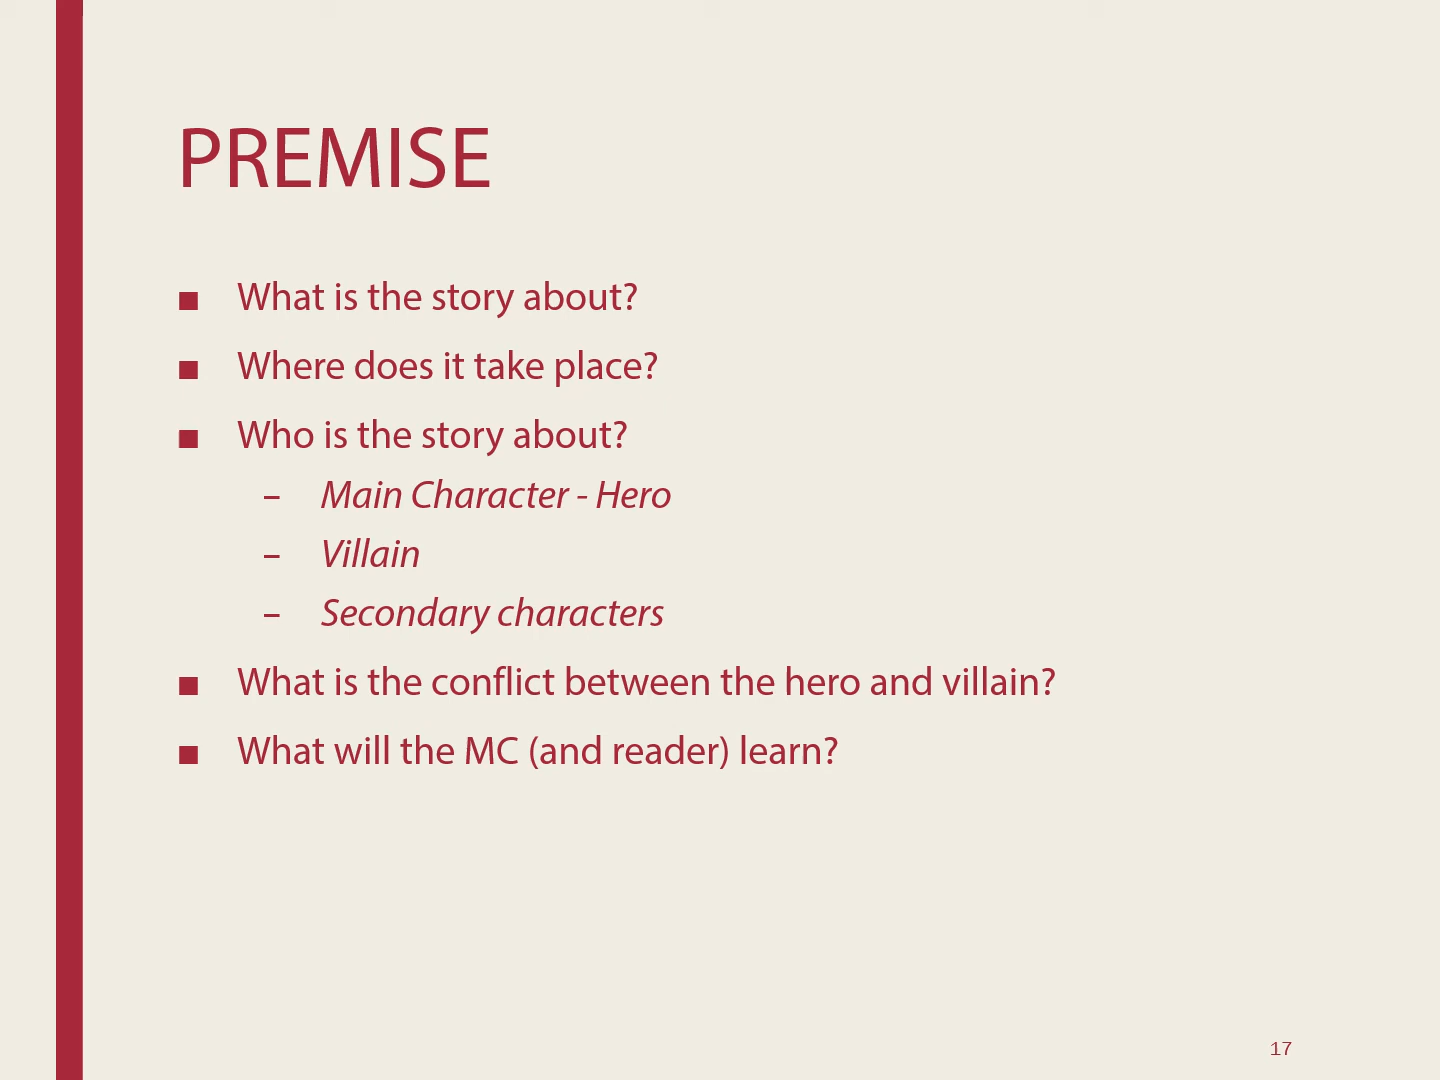 PREMISE
■ What is the story about?
■ Where does it take place?
■ Who is the story about?
– Main Character - Hero
– Villain
– Secondary characters
■ What is the conflict between the hero and villain?
■ What will the MC (and reader) learn?
17